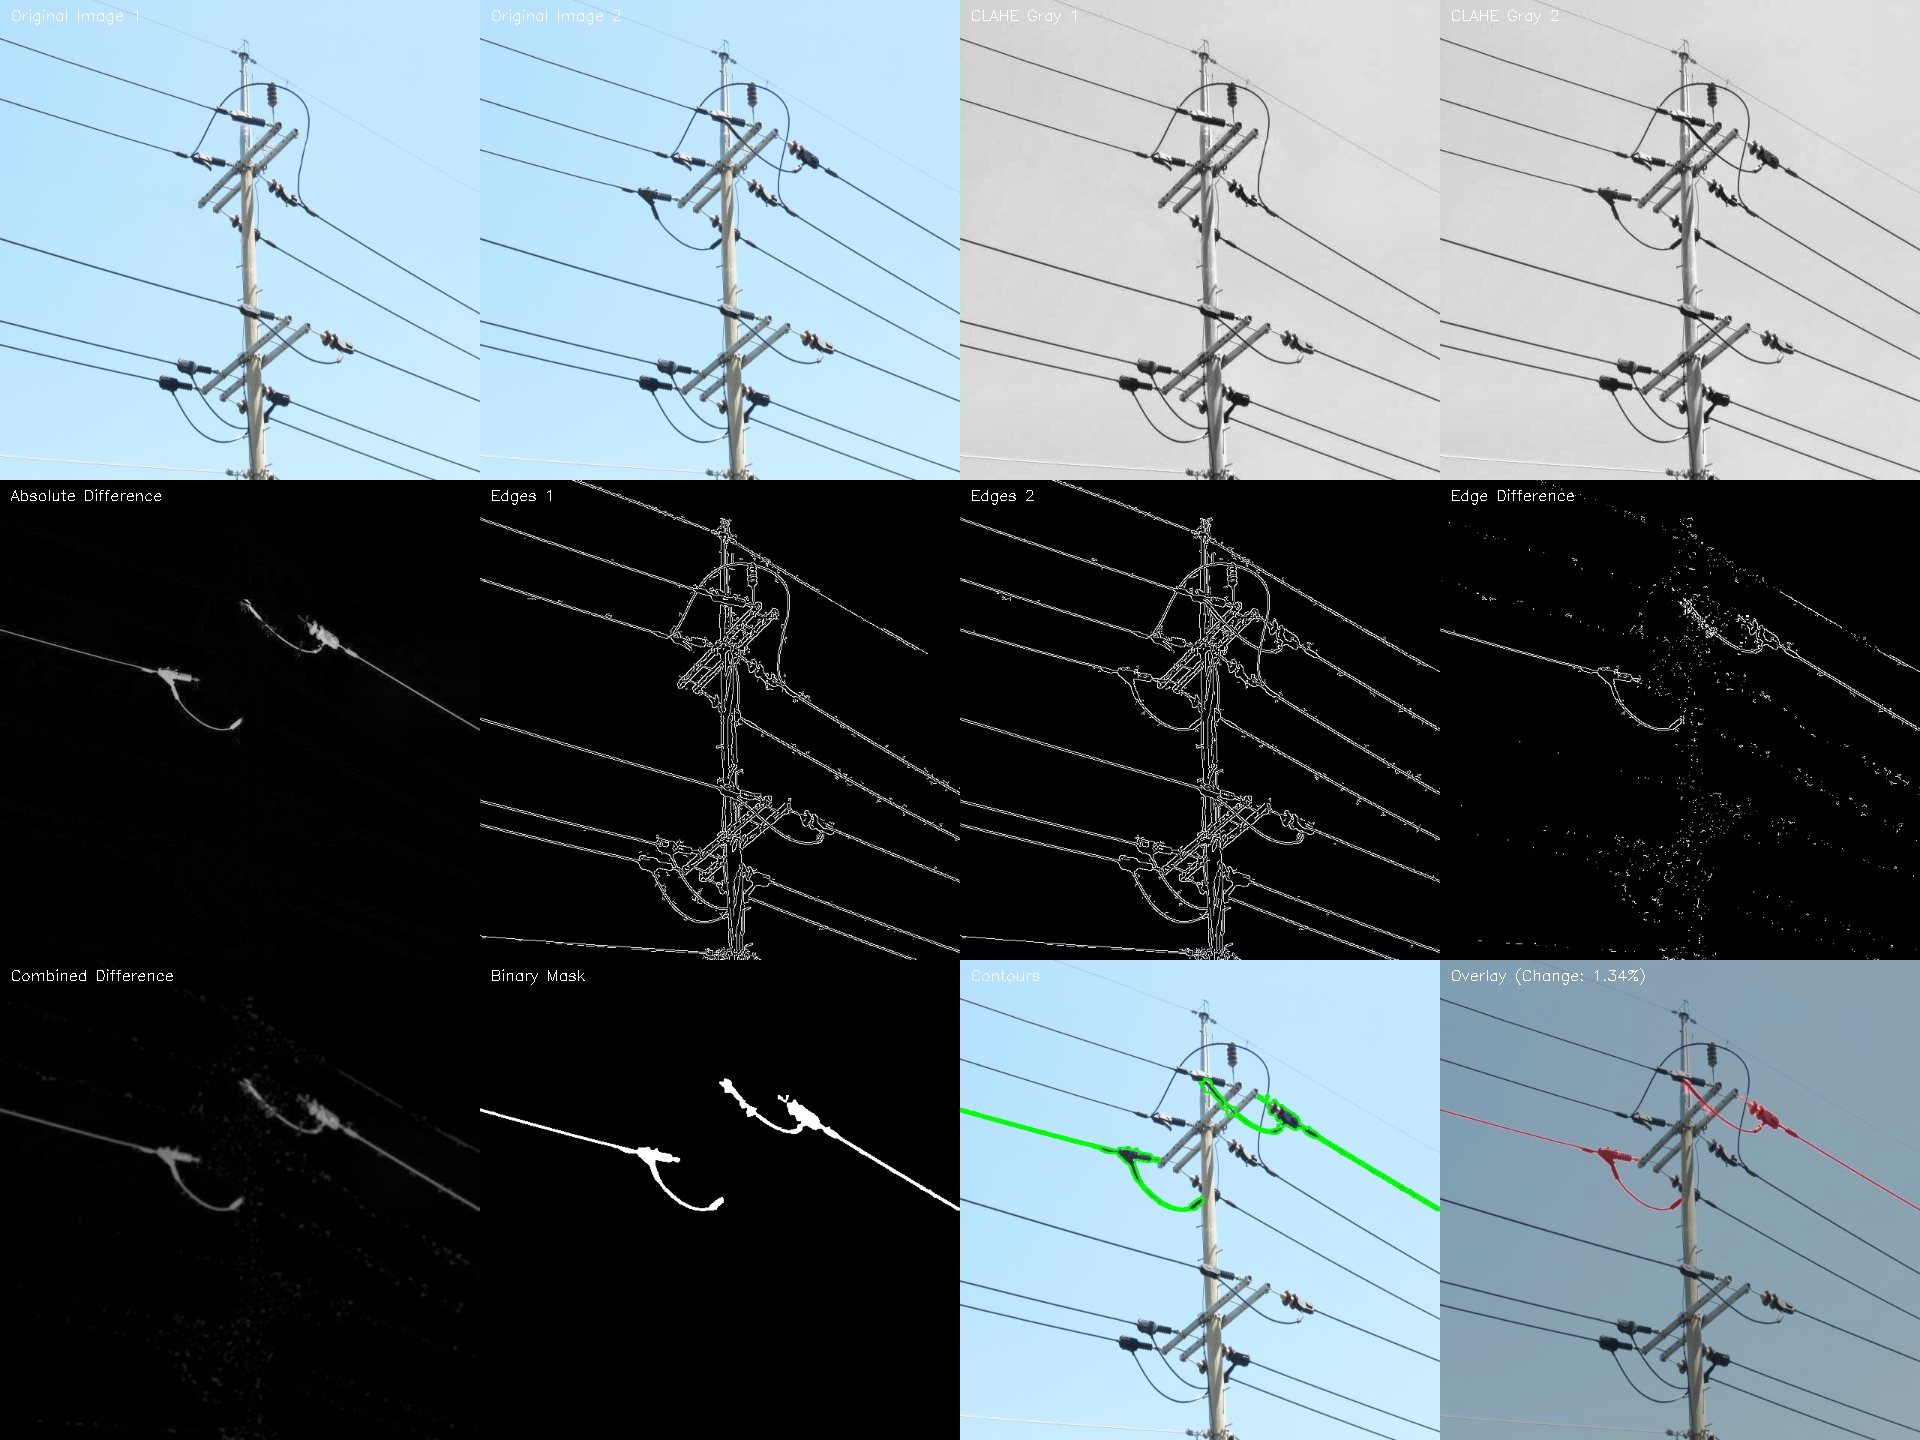 Original Image 1
Original Image 2
CLAHE Gray 1
CLAHE Gray 2
Absolute Difference
Edges 1
Edges 2
Edge Difference
Combined Difference
Binary Mask
Contours
Overlay (Change: 1.34%)